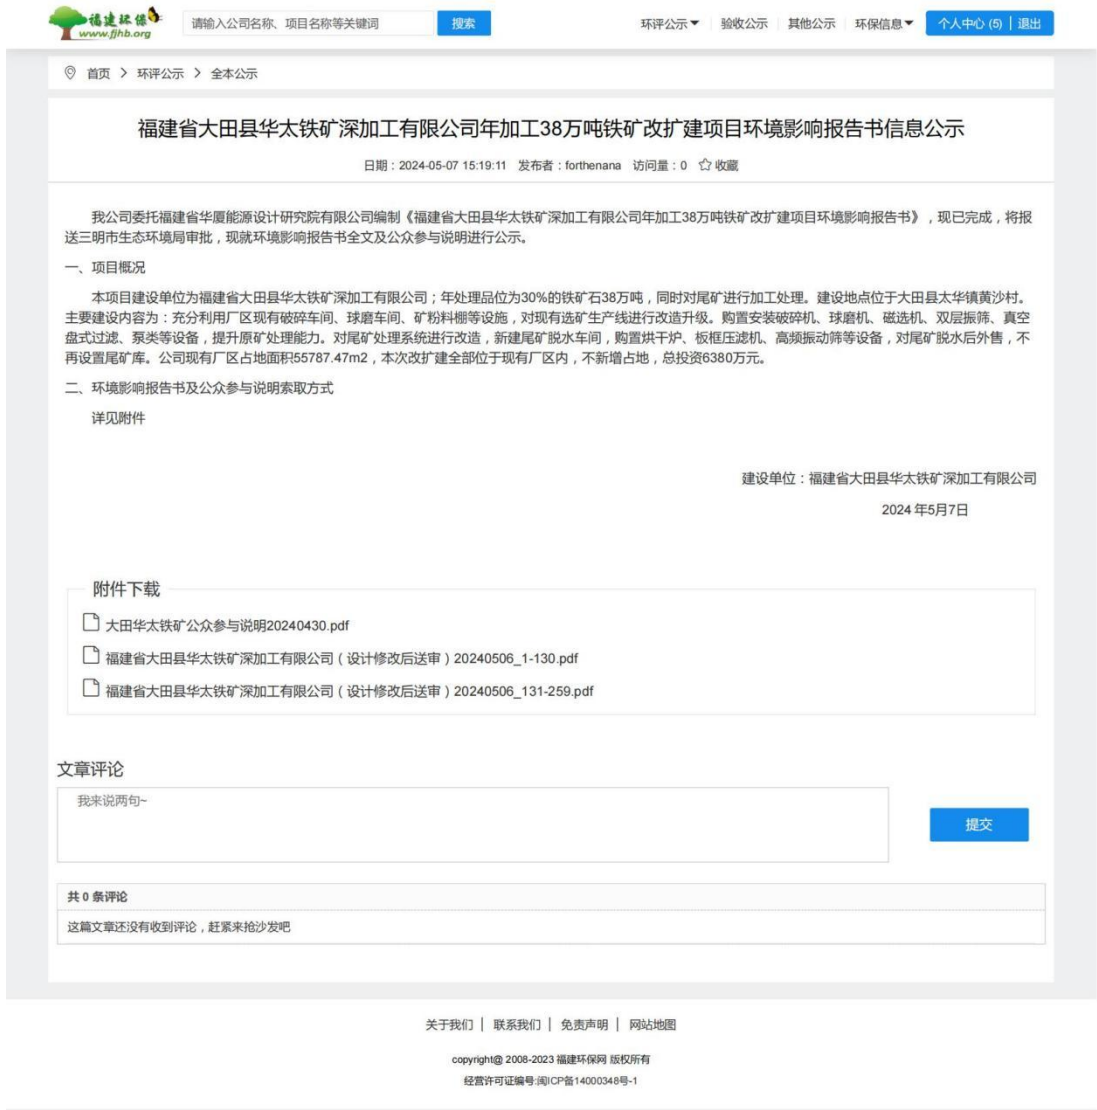 福建环保
www.fjhb.org
请输入公司名称、项目名称等关键词
搜索
环评公示
验收公示
其他公示
环保信息
个人中心 (5) | 退出
首页 > 环评公示 > 全本公示
福建省大田县华太铁矿深加工有限公司年加工38万吨铁矿改扩建项目环境影响报告书信息公示
日期：2024-05-07 15:19:11 发布者：forthenana 访问量：0 收藏
我公司委托福建省华厦能源设计研究院有限公司编制《福建省大田县华太铁矿深加工有限公司年加工38万吨铁矿改扩建项目环境影响报告书》，现已完成，将报
送三明市生态环境局审批，现就环境影响报告书全文及公众参与说明进行公示。
一、项目概况
本项目建设单位为福建省大田县华太铁矿深加工有限公司；年处理品位为30%的铁矿石38万吨，同时对尾矿进行加工处理。建设地点位于大田县太华镇黄沙村。
主要建设内容为：充分利用厂区现有破碎车间、球磨车间、矿粉料棚等设施，对现有选矿生产线进行改造升级。购置安装破碎机、球磨机、磁选机、双层振筛、真空
盘式过滤、泵类等设备，提升原矿处理能力。对尾矿处理系统进行改造，新建尾矿脱水车间，购置烘干炉、板框压滤机、高频振动筛等设备，对尾矿脱水后外售，不
再设置尾矿库。公司现有厂区占地面积55787.47m2，本次改扩建全部位于现有厂区内，不新增占地，总投资6380万元。
二、环境影响报告书及公众参与说明索取方式
详见附件
建设单位：福建省大田县华太铁矿深加工有限公司
2024 年5月7日
附件下载
大田华太铁矿公众参与说明20240430.pdf
福建省大田县华太铁矿深加工有限公司（设计修改后送审）20240506_1-130.pdf
福建省大田县华太铁矿深加工有限公司（设计修改后送审）20240506_131-259.pdf
文章评论
我来说两句~
提交
共 0 条评论
这篇文章还没有收到评论，赶紧来抢沙发吧
关于我们 | 联系我们 | 免责声明 | 网站地图
copyright@ 2008-2023 福建环保网 版权所有
经营许可证编号:闽ICP备14000348号-1